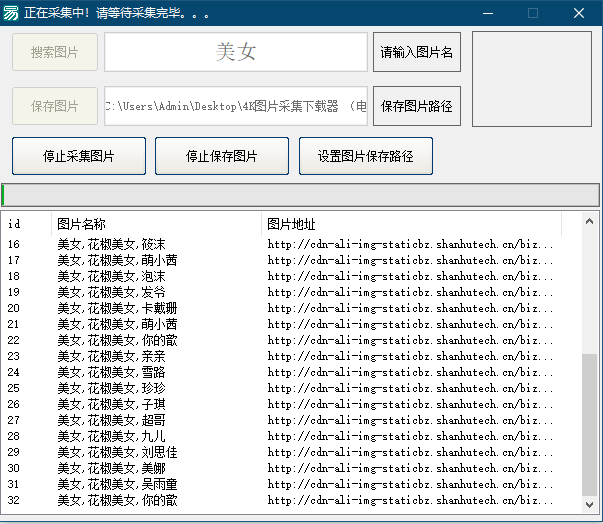 正在采集中！请等待采集完毕。。。
搜索图片 美女 请输入图片名
保存图片 C:\Users\Admin\Desktop\4K图片采集下载器 （电 保存图片路径
停止采集图片 停止保存图片 设置图片保存路径
id 图片名称 图片地址
16 美女,花椒美女,筱沫 http://cdn-ali-img-staticbz.shanhutech.cn/biz...
17 美女,花椒美女,萌小茜 http://cdn-ali-img-staticbz.shanhutech.cn/biz...
18 美女,花椒美女,泡沫 http://cdn-ali-img-staticbz.shanhutech.cn/biz...
19 美女,花椒美女,发爷 http://cdn-ali-img-staticbz.shanhutech.cn/biz...
20 美女,花椒美女,卡戴珊 http://cdn-ali-img-staticbz.shanhutech.cn/biz...
21 美女,花椒美女,萌小茜 http://cdn-ali-img-staticbz.shanhutech.cn/biz...
22 美女,花椒美女,你的歆 http://cdn-ali-img-staticbz.shanhutech.cn/biz...
23 美女,花椒美女,亲亲 http://cdn-ali-img-staticbz.shanhutech.cn/biz...
24 美女,花椒美女,雪路 http://cdn-ali-img-staticbz.shanhutech.cn/biz...
25 美女,花椒美女,珍珍 http://cdn-ali-img-staticbz.shanhutech.cn/biz...
26 美女,花椒美女,子琪 http://cdn-ali-img-staticbz.shanhutech.cn/biz...
27 美女,花椒美女,超哥 http://cdn-ali-img-staticbz.shanhutech.cn/biz...
28 美女,花椒美女,九儿 http://cdn-ali-img-staticbz.shanhutech.cn/biz...
29 美女,花椒美女,刘思佳 http://cdn-ali-img-staticbz.shanhutech.cn/biz...
30 美女,花椒美女,美娜 http://cdn-ali-img-staticbz.shanhutech.cn/biz...
31 美女,花椒美女,吴雨童 http://cdn-ali-img-staticbz.shanhutech.cn/biz...
32 美女,花椒美女,你的歆 http://cdn-ali-img-staticbz.shanhutech.cn/biz...